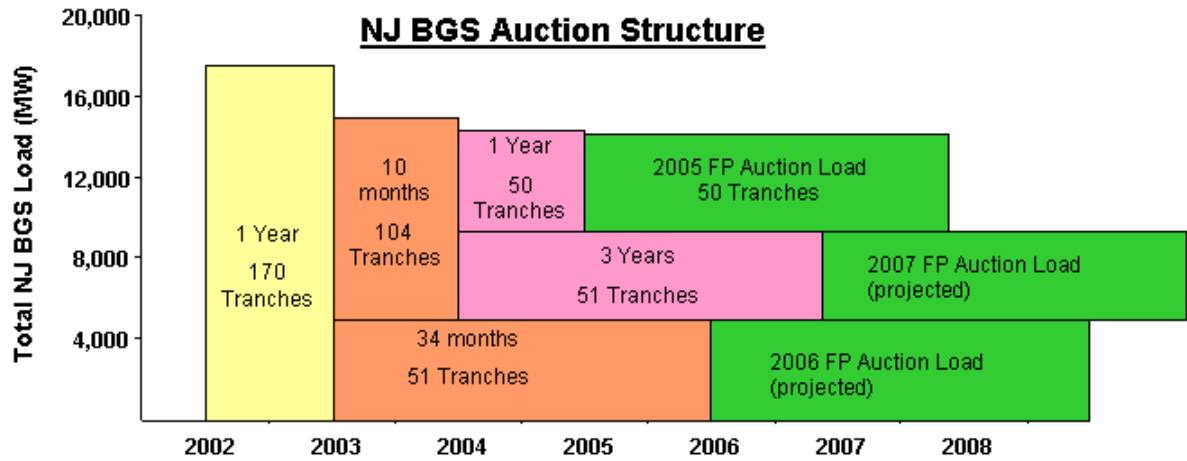 NJ BGS Auction Structure
Total NJ BGS Load (MW)
20,000
16,000
12,000
8,000
4,000
1 Year
170
Tranches
10
months
104
Tranches
34 months
51 Tranches
1 Year
50
Tranches
3 Years
51 Tranches
2005 FP Auction Load
50 Tranches
2007 FP Auction Load
(projected)
2006 FP Auction Load
(projected)
2002
2003
2004
2005
2006
2007
2008